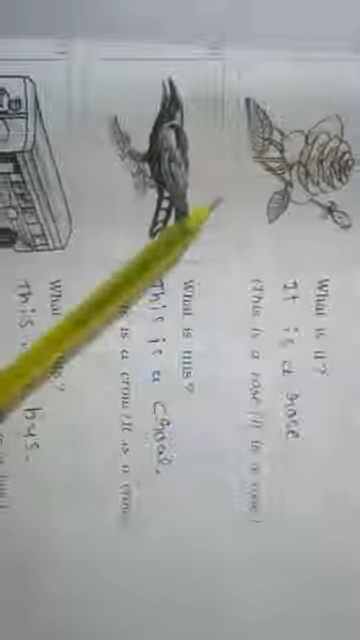 What is it?
It is a rose
(This is a rose / It is a rose)
What is this?
This is a crow.
is a crow / It is a crow
What this?
This bus.